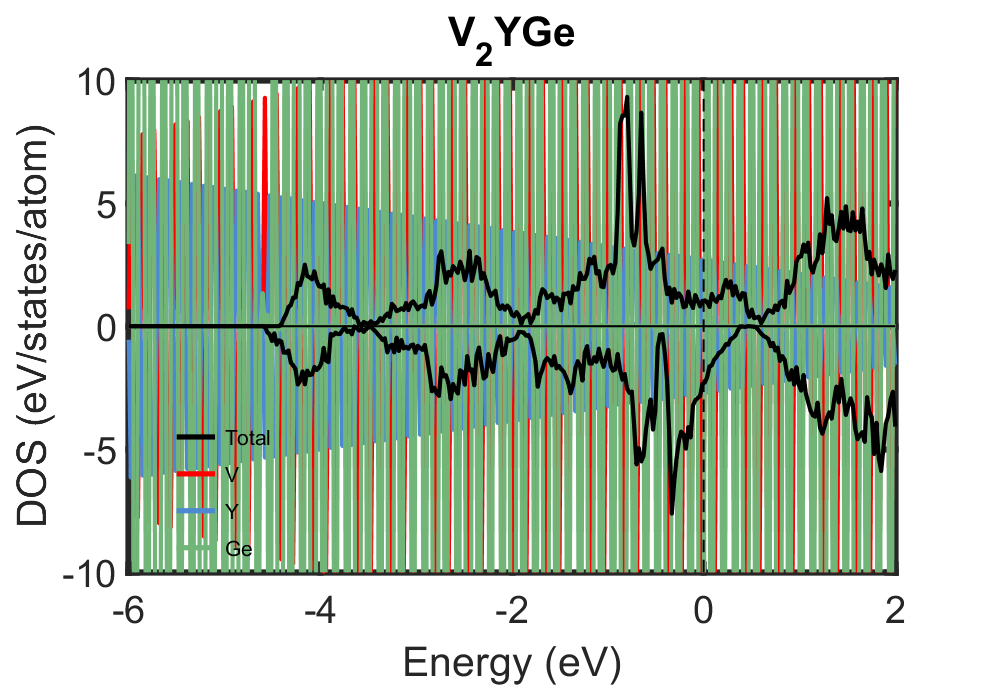 V2YGe
DOS (eV/states/atom)
10
5
0
-5
-10
Total
V
Y
Ge
-6 -4 -2 0 2
Energy (eV)